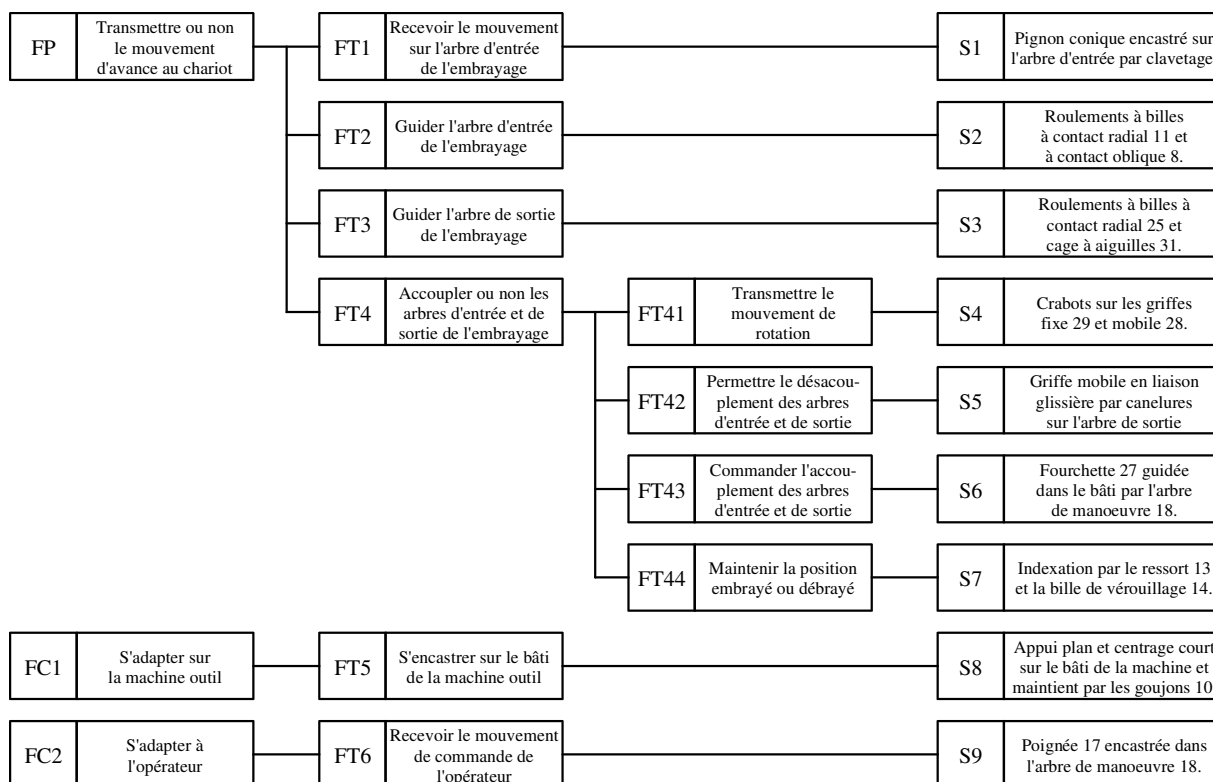 FP
Transmettre ou non
le mouvement
d'avance au chariot
FT1
Recevoir le mouvement
sur l'arbre d'entrée
de l'embrayage
S1
Pignon conique encastré sur
l'arbre d'entrée par clavetage
FT2
Guider l'arbre d'entrée
de l'embrayage
S2
Roulements à billes
à contact radial 11 et
à contact oblique 8.
FT3
Guider l'arbre de sortie
de l'embrayage
S3
Roulements à billes à
contact radial 25 et
cage à aiguilles 31.
FT4
Accoupler ou non les
arbres d'entrée et de
sortie de l'embrayage
FT41
Transmettre le
mouvement de
rotation
S4
Crabots sur les griffes
fixe 29 et mobile 28.
FT42
Permettre le désacou-
plement des arbres
d'entrée et de sortie
S5
Griffe mobile en liaison
glissière par canelures
sur l'arbre de sortie
FT43
Commander l'accou-
plement des arbres
d'entrée et de sortie
S6
Fourchette 27 guidée
dans le bâti par l'arbre
de manoeuvre 18.
FT44
Maintenir la position
embrayé ou débrayé
S7
Indexation par le ressort 13
et la bille de vérouillage 14.
FC1
S'adapter sur
la machine outil
FT5
S'encastrer sur le bâti
de la machine outil
S8
Appui plan et centrage court
sur le bâti de la machine et
maintient par les goujons 10
FC2
S'adapter à
l'opérateur
FT6
Recevoir le mouvement
de commande de
l'opérateur
S9
Poignée 17 encastrée dans
l'arbre de manoeuvre 18.